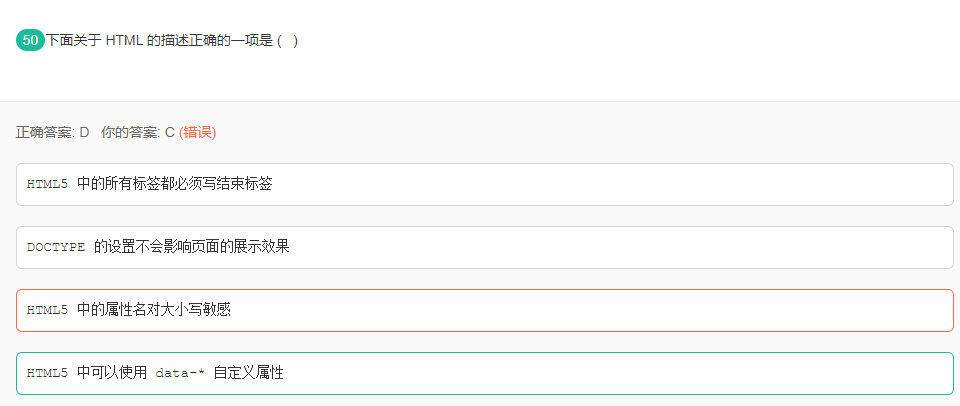 50 下面关于 HTML 的描述正确的一项是 ( )
正确答案: D 你的答案: C (错误)
HTML5 中的所有标签都必须写结束标签
DOCTYPE 的设置不会影响页面的展示效果
HTML5 中的属性名对大小写敏感
HTML5 中可以使用 data-* 自定义属性